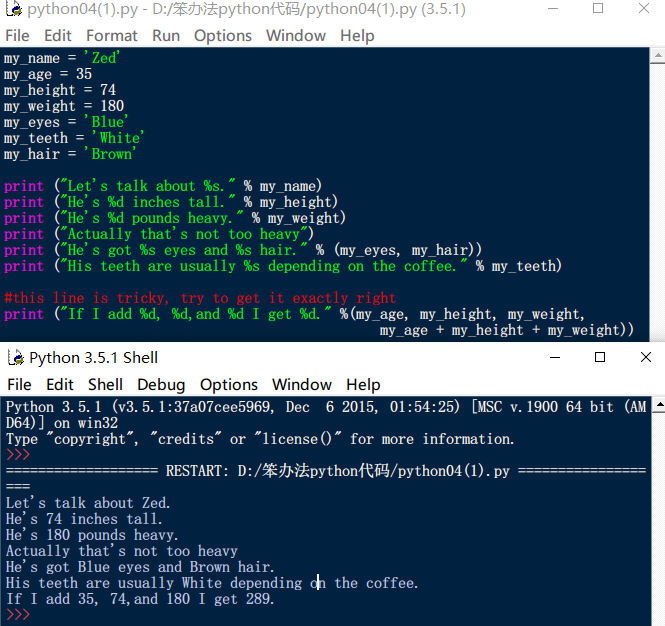 python04(1).py - D:/笨办法python代码/python04(1).py (3.5.1)
File Edit Format Run Options Window Help
my_name = 'Zed'
my_age = 35
my_height = 74
my_weight = 180
my_eyes = 'Blue'
my_teeth = 'White'
my_hair = 'Brown'
print ("Let's talk about %s." % my_name)
print ("He's %d inches tall." % my_height)
print ("He's %d pounds heavy." % my_weight)
print ("Actually that's not too heavy")
print ("He's got %s eyes and %s hair." % (my_eyes, my_hair))
print ("His teeth are usually %s depending on the coffee." % my_teeth)
#this line is tricky, try to get it exactly right
print ("If I add %d, %d,and %d I get %d." %(my_age, my_height, my_weight,
my_age + my_height + my_weight))
Python 3.5.1 Shell
File Edit Shell Debug Options Window Help
Python 3.5.1 (v3.5.1:37a07cee5969, Dec  6 2015, 01:54:25) [MSC v.1900 64 bit (AM
D64)] on win32
Type "copyright", "credits" or "license()" for more information.
>>>
=================== RESTART: D:/笨办法python代码/python04(1).py ================
===
Let's talk about Zed.
He's 74 inches tall.
He's 180 pounds heavy.
Actually that's not too heavy
He's got Blue eyes and Brown hair.
His teeth are usually White depending on the coffee.
If I add 35, 74,and 180 I get 289.
>>>